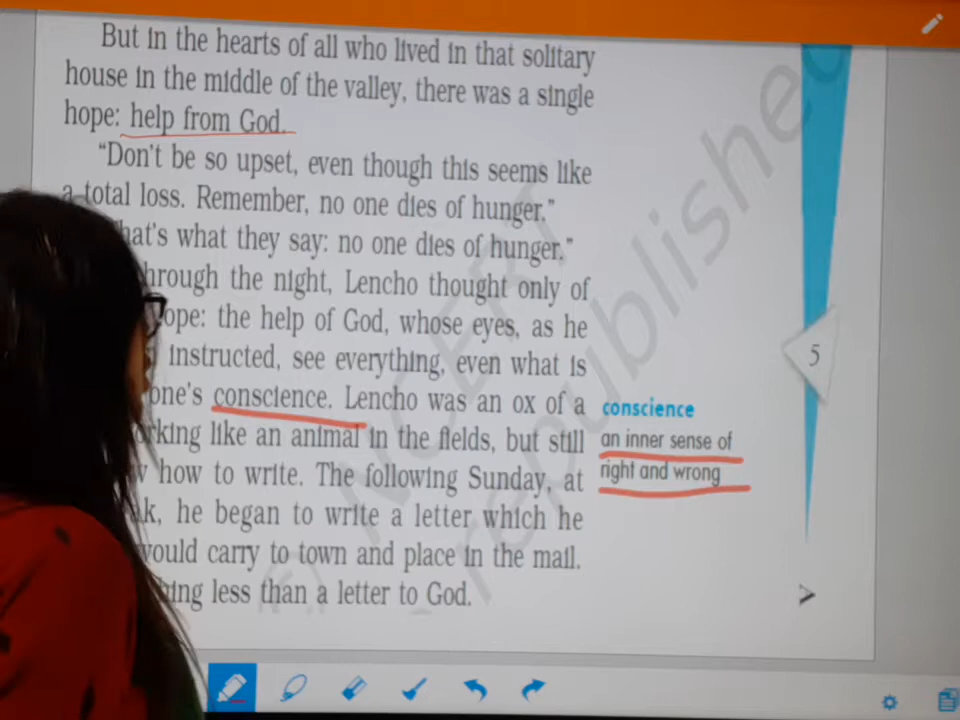 But in the hearts of all who lived in that solitary
house in the middle of the valley, there was a single
hope: help from God.
"Don't be so upset, even though this seems like
a total loss. Remember, no one dies of hunger."
hat's what they say: no one dies of hunger."
hrough the night, Lencho thought only of
ope: the help of God, whose eyes, as he
instructed, see everything, even what is
one's conscience. Lencho was an ox of a
rking like an animal in the fields, but still
how to write. The following Sunday, at
k, he began to write a letter which he
would carry to town and place in the mail.
ing less than a letter to God.
conscience
an inner sense of
right and wrong
5
NCERT
republished